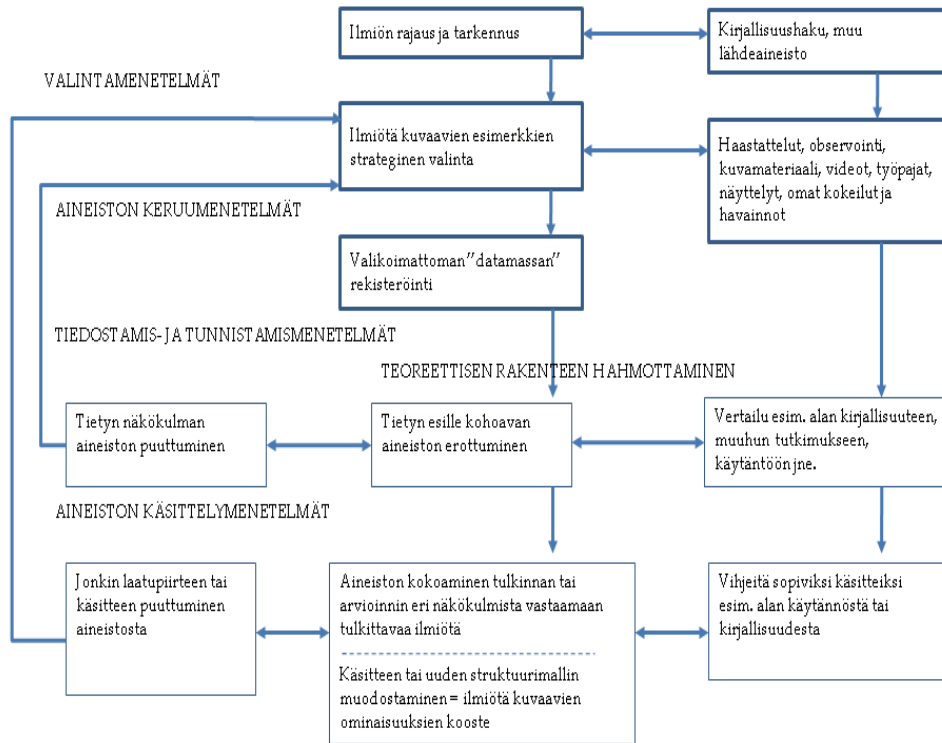 Ilmiön rajaus ja tarkennus
Kirjallisuushaku, muu
lähdeaineisto
VALINTAMENETELMÄT
Ilmiötä kuvaavien esimerkkien
strateginen valinta
Haastattelut, observointi,
kuvamateriaali, videot, työpajat,
näyttelyt, omat kokeilut ja
havainnot
AINEISTON KERUUMENETELMÄT
Valikoimattoman ”datamassan”
rekisteröinti
TIEDOSTAMIS- JA TUNNISTAMISMENETELMÄT
TEOREETTISEN RAKENTEEN HAHMOTTAMINEN
Tietyn näkökulman
aineiston puuttuminen
Tietyn esille kohoavan
aineiston erottuminen
Vertailu esim. alan kirjallisuuteen,
muuhun tutkimukseen,
käytäntöön jne.
AINEISTON KÄSITTELYMENETELMÄT
Jonkin laatupiirteen tai
käsitteen puuttuminen
aineistosta
Aineiston kokoaminen tulkinnan tai
arvioinnin eri näkökulmista vastaamaan
tulkittavaa ilmiötä
Käsitteen tai uuden struktuurimallin
muodostaminen = ilmiötä kuvaavien
ominaisuuksien kooste
Vihjeitä sopiviksi käsitteiksi
esim. alan käytännöstä tai
kirjallisuudesta